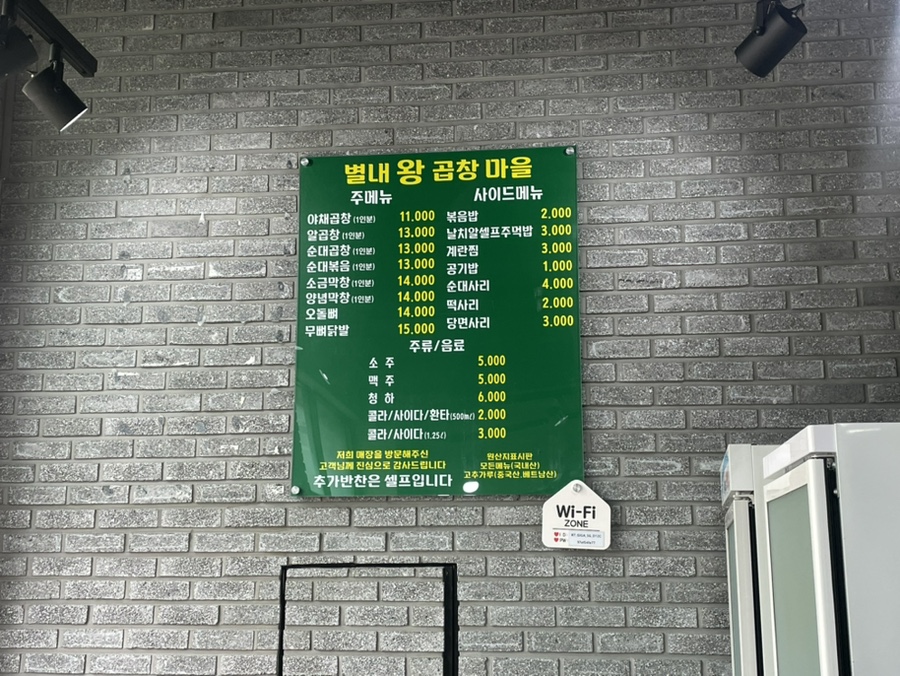 별내 왕 곱창 마을
주메뉴
야채곱창(1인분) 11.000
알곱창(1인분) 13.000
순대곱창(1인분) 13.000
순대볶음(1인분) 13.000
소금막창(1인분) 14.000
양념막창(1인분) 14.000
오돌뼈 14.000
무뼈닭발 15.000
사이드메뉴
볶음밥 2.000
날치알셀프주먹밥 3.000
계란찜 3.000
공기밥 1.000
순대사리 4.000
떡사리 2.000
당면사리 3.000
주류/음료
소 주 5.000
맥 주 5.000
청 하 6.000
콜라/사이다/환타(500mℓ) 2.000
콜라/사이다(1.25ℓ) 3.000
저희 매장을 방문해주신
고객님께 진심으로 감사드립니다
추가반찬은 셀프입니다
원산지표시판
모든메뉴(국내산)
고추가루(중국산,베트남산)
Wi-Fi
ZONE